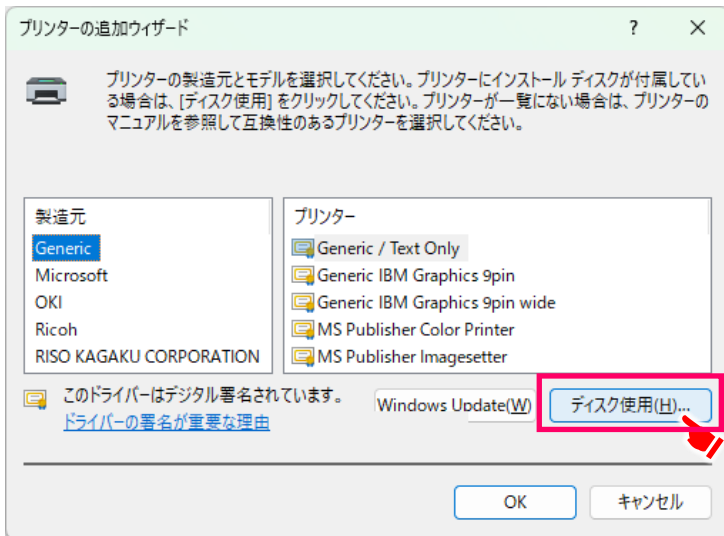 プリンターの追加ウィザード
? ×
プリンターの製造元とモデルを選択してください。プリンターにインストール ディスクが付属してい
る場合は、[ディスク使用] をクリックしてください。プリンターが一覧にない場合は、プリンターの
マニュアルを参照して互換性のあるプリンターを選択してください。
製造元
Generic
Microsoft
OKI
Ricoh
RISO KAGAKU CORPORATION
プリンター
Generic / Text Only
Generic IBM Graphics 9pin
Generic IBM Graphics 9pin wide
MS Publisher Color Printer
MS Publisher Imagesetter
このドライバーはデジタル署名されています。
ドライバーの署名が重要な理由
Windows Update(W)
ディスク使用(H)...
OK
キャンセル